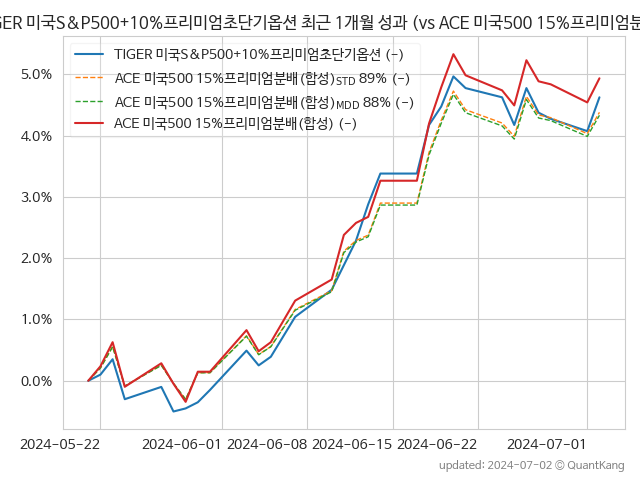 GER 미국S&P500+10%프리미엄초단기옵션 최근 1개월 성과 (vs ACE 미국500 15%프리미엄분
TIGER 미국S&P500+10%프리미엄초단기옵션 (-)
ACE 미국500 15%프리미엄분배(합성)STD 89% (-)
ACE 미국500 15%프리미엄분배(합성)MDD 88% (-)
ACE 미국500 15%프리미엄분배(합성) (-)
5.0%
4.0%
3.0%
2.0%
1.0%
0.0%
2024-05-22 2024-06-01 2024-06-08 2024-06-15 2024-06-22 2024-07-01
updated: 2024-07-02 © QuantKang